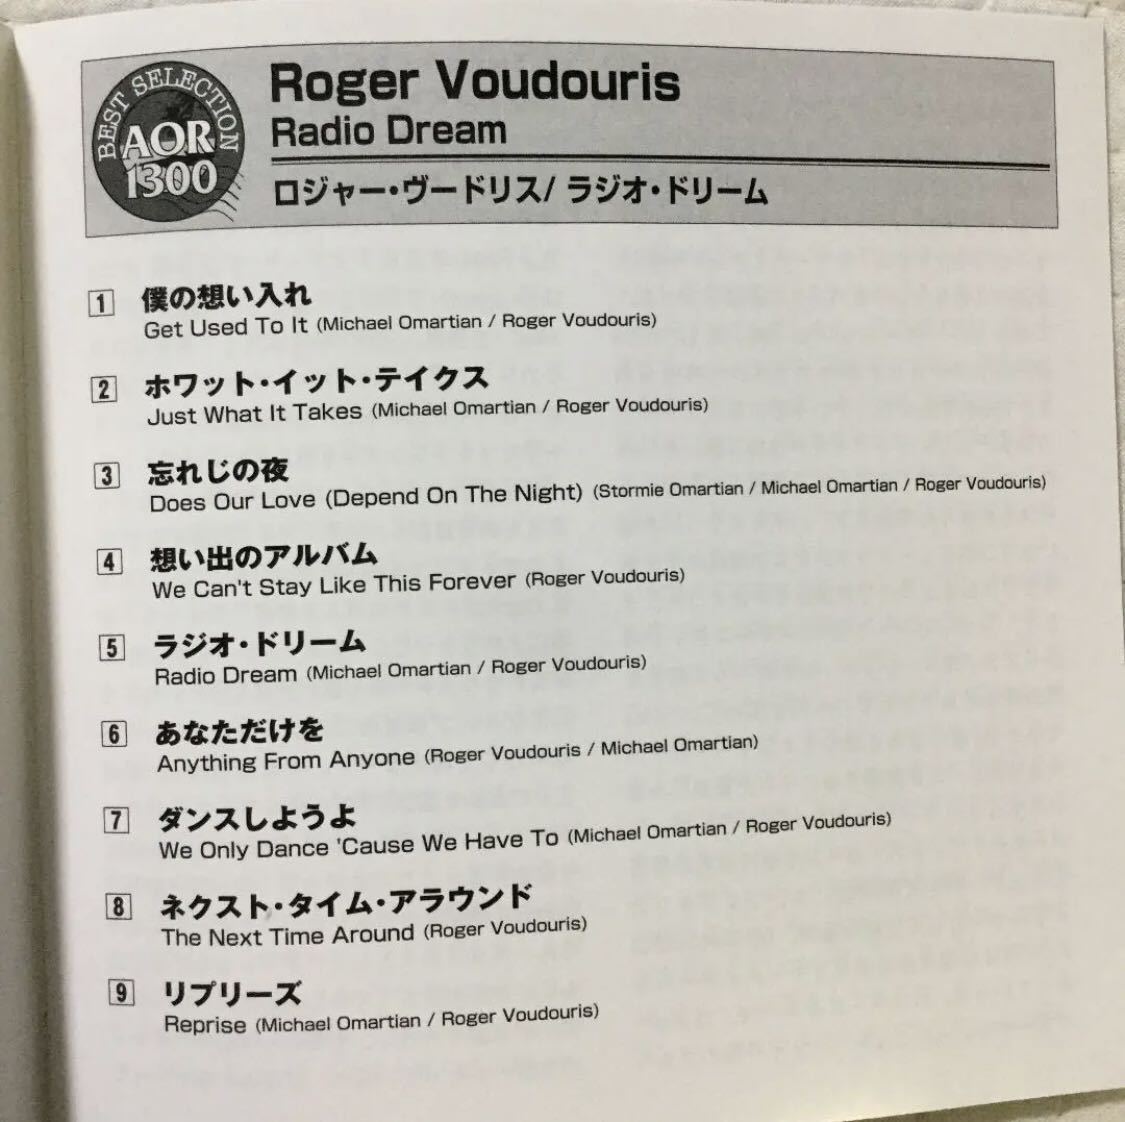 BEST SELECTION
AOR
1300
Roger Voudouris
Radio Dream
ロジャー・ヴードリス/ ラジオ・ドリーム
1 僕の想い入れ
Get Used To It (Michael Omartian / Roger Voudouris)
2 ホワット・イット・テイクス
Just What It Takes (Michael Omartian / Roger Voudouris)
3 忘れじの夜
Does Our Love (Depend On The Night) (Stormie Omartian / Michael Omartian / Roger Voudouris)
4 想い出のアルバム
We Can't Stay Like This Forever (Roger Voudouris)
5 ラジオ・ドリーム
Radio Dream (Michael Omartian / Roger Voudouris)
6 あなただけを
Anything From Anyone (Roger Voudouris / Michael Omartian)
7 ダンスしようよ
We Only Dance 'Cause We Have To (Michael Omartian / Roger Voudouris)
8 ネクスト・タイム・アラウンド
The Next Time Around (Roger Voudouris)
9 リプリーズ
Reprise (Michael Omartian / Roger Voudouris)